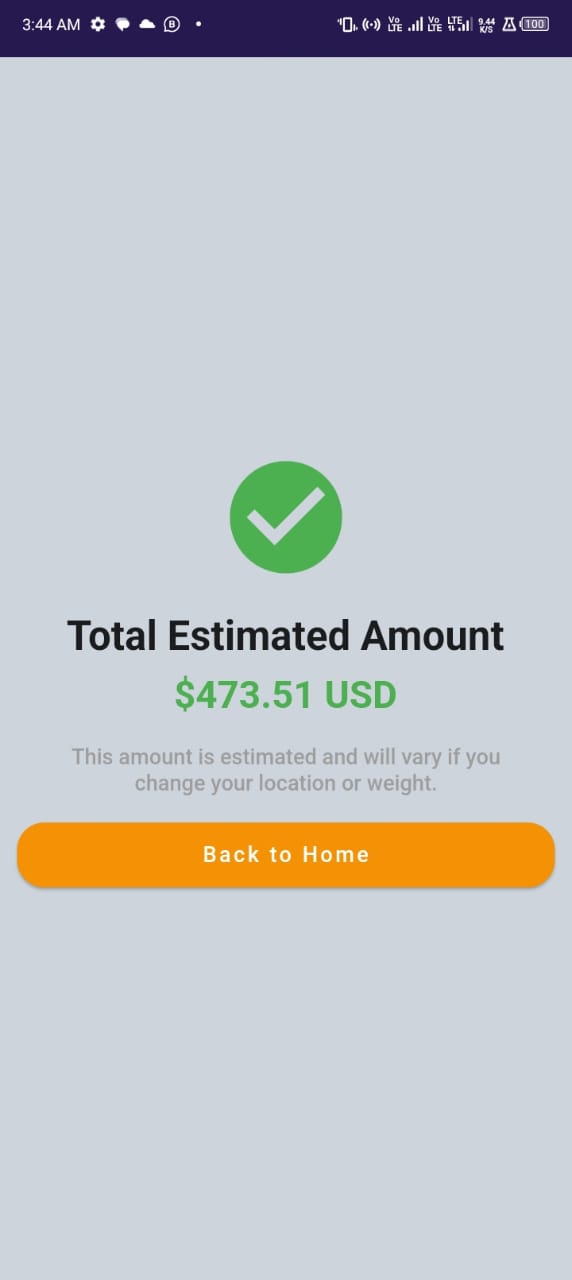 3:44 AM B Vo LTE Vo LTE LTE 9.44 K/S 100
Total Estimated Amount
$473.51 USD
This amount is estimated and will vary if you
change your location or weight.
Back to Home